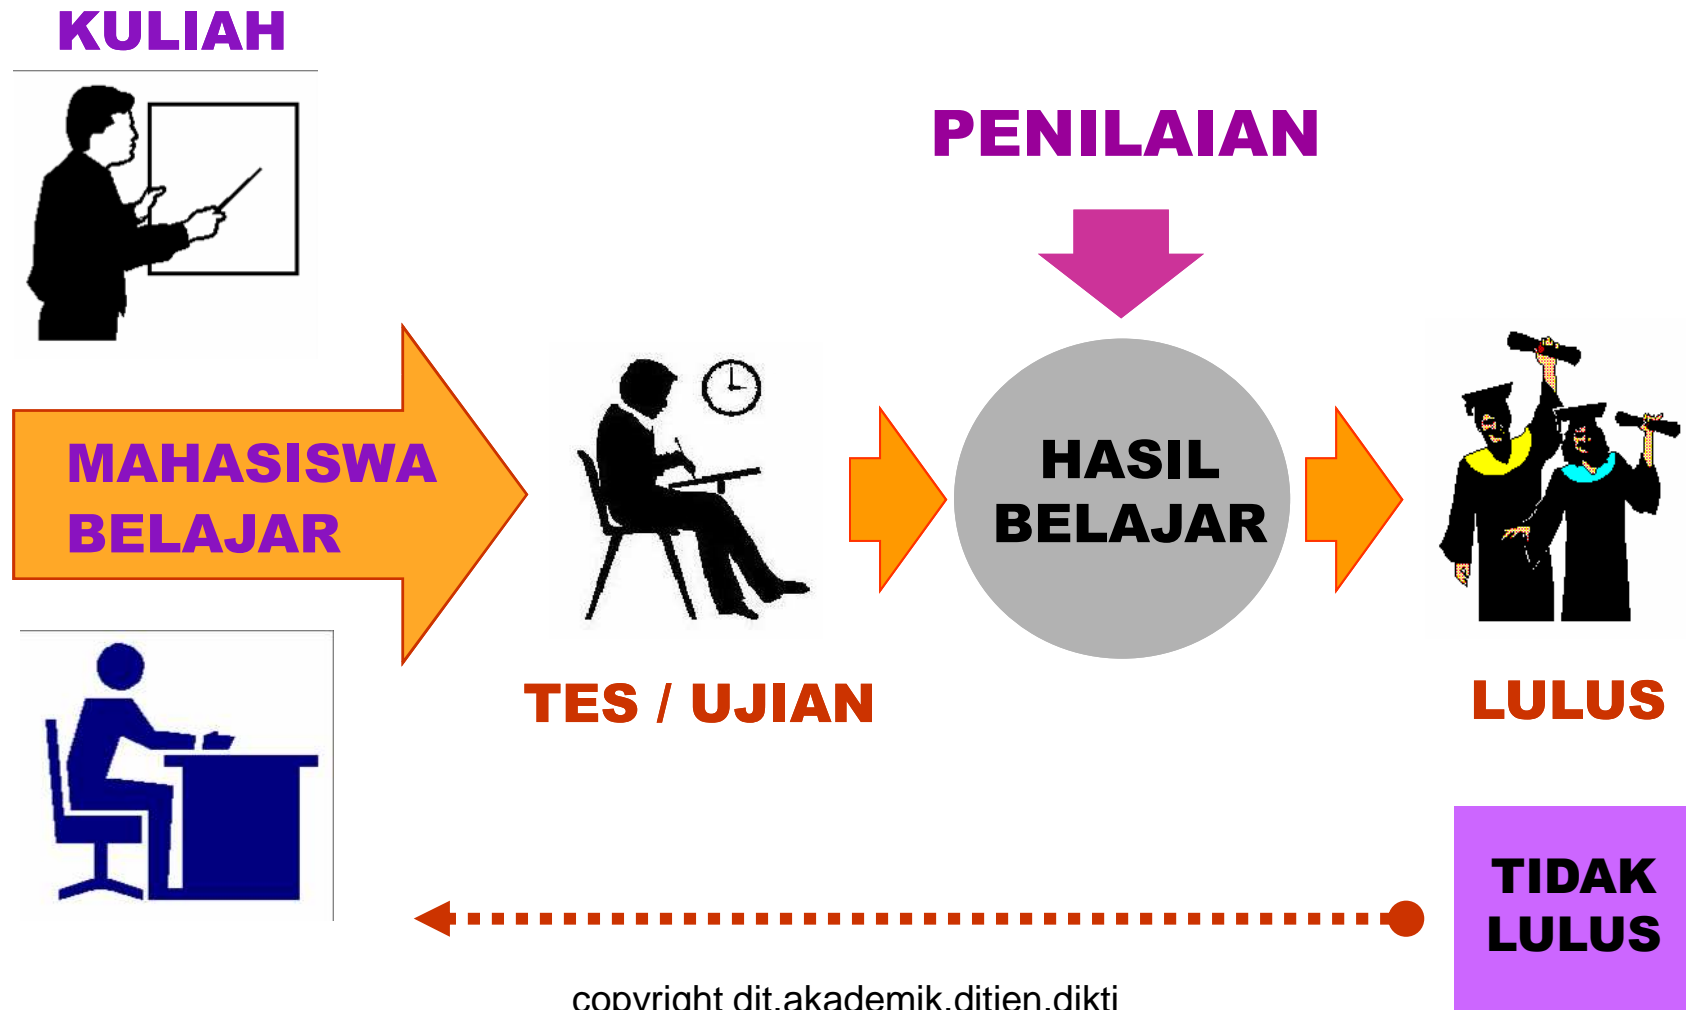 KULIAH
PENILAIAN
MAHASISWA
BELAJAR
HASIL
BELAJAR
TES / UJIAN
LULUS
TIDAK
LULUS
copyright dit.akademik.ditjen.dikti